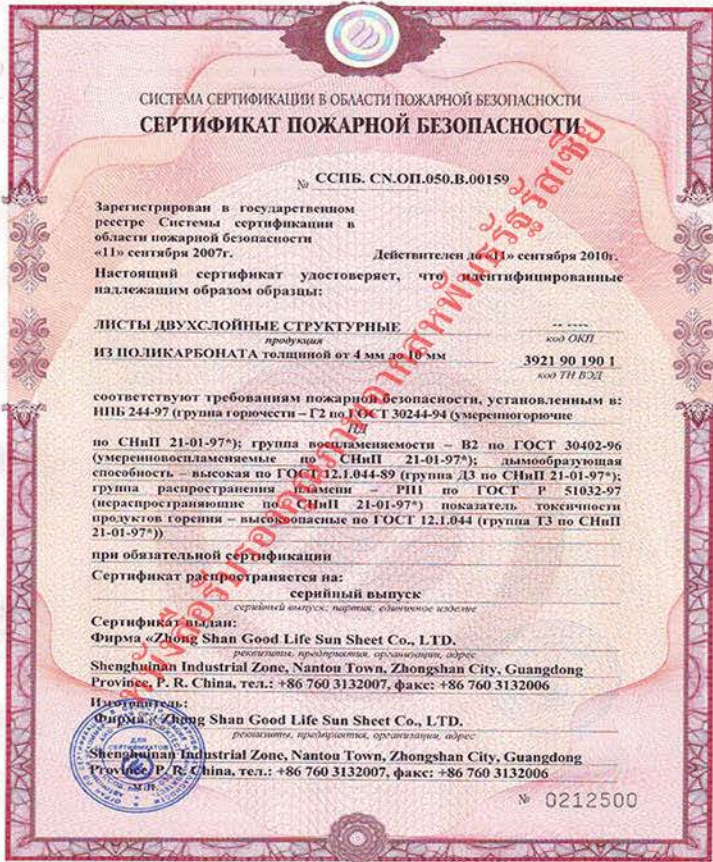 СИСТЕМА СЕРТИФИКАЦИИ В ОБЛАСТИ ПОЖАРНОЙ БЕЗОПАСНОСТИ
СЕРТИФИКАТ ПОЖАРНОЙ БЕЗОПАСНОСТИ
№ ССПБ. CN.ОП.050.В.00159
Зарегистрирован в государственном
реестре Системы сертификации в
области пожарной безопасности
«11» сентября 2007г. Действителен до «11» сентября 2010г.
Настоящий сертификат удостоверяет, что идентифицированные
надлежащим образом образцы:
ЛИСТЫ ДВУХСЛОЙНЫЕ СТРУКТУРНЫЕ -- ----
продукция код ОКП
ИЗ ПОЛИКАРБОНАТА толщиной от 4 мм до 10 мм 3921 90 190 1
код ТН ВЭД
соответствуют требованиям пожарной безопасности, установленным в:
НПБ 244-97 (группа горючести – Г2 по ГОСТ 30244-94 (умеренногорючие
ПД
по СНиП 21-01-97*); группа воспламеняемости – В2 по ГОСТ 30402-96
(умеренновоспламеняемые по СНиП 21-01-97*); дымообразующая
способность – высокая по ГОСТ 12.1.044-89 (группа Д3 по СНиП 21-01-97*);
группа распространения пламени – РП1 по ГОСТ Р 51032-97
(нераспространяющие по СНиП 21-01-97*) показатель токсичности
продуктов горения – высокоопасные по ГОСТ 12.1.044 (группа Т3 по СНиП
21-01-97*))
при обязательной сертификации
Сертификат распространяется на:
серийный выпуск
серийный выпуск, партия, единичное изделие
Сертификат выдан:
Фирма «Zhong Shan Good Life Sun Sheet Co., LTD.
реквизиты, предприятия, организации, адрес
Shenghuinan Industrial Zone, Nantou Town, Zhongshan City, Guangdong
Province, P. R. China, тел.: +86 760 3132007, факс: +86 760 3132006
Изготовитель:
Фирма «Zhong Shan Good Life Sun Sheet Co., LTD.
реквизиты, предприятия, организации, адрес
Shenghuinan Industrial Zone, Nantou Town, Zhongshan City, Guangdong
Province, P. R. China, тел.: +86 760 3132007, факс: +86 760 3132006
М.П.
ДЛЯ
СЕРТИФИКАТОВ
№ 0212500